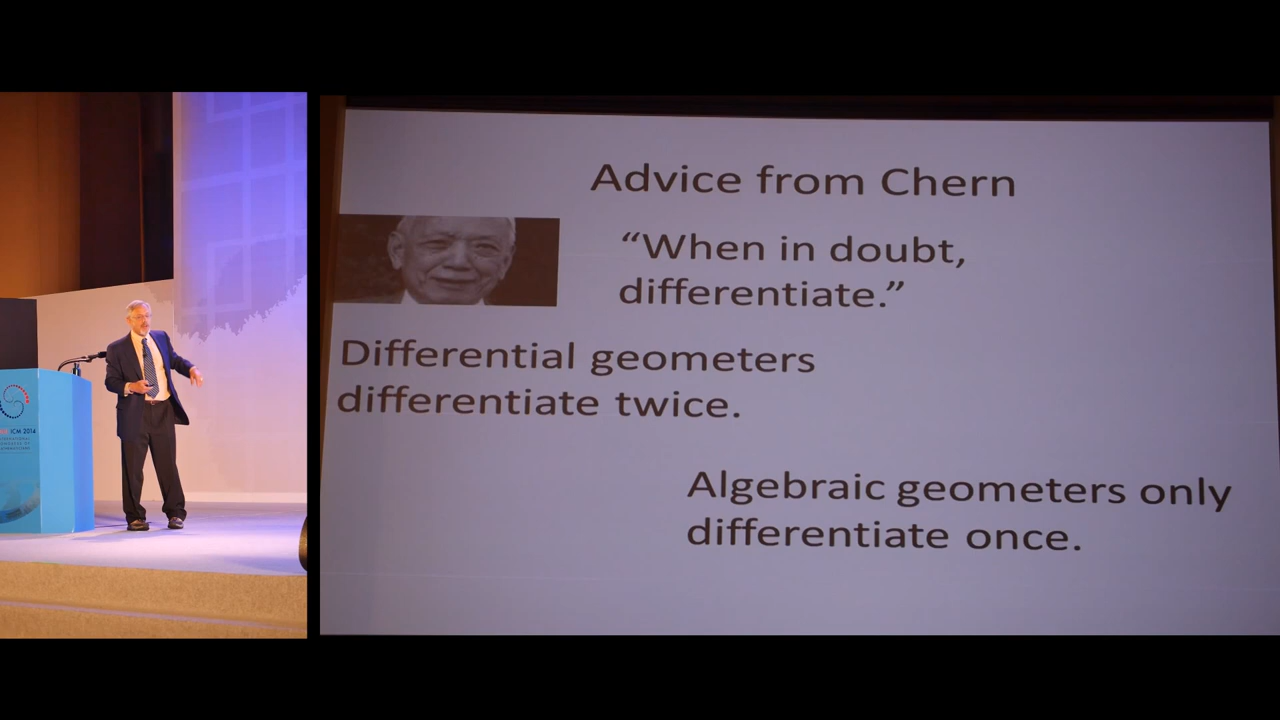 Advice from Chern
“When in doubt,
differentiate.”
Differential geometers
differentiate twice.
Algebraic geometers only
differentiate once.
ICM 2014